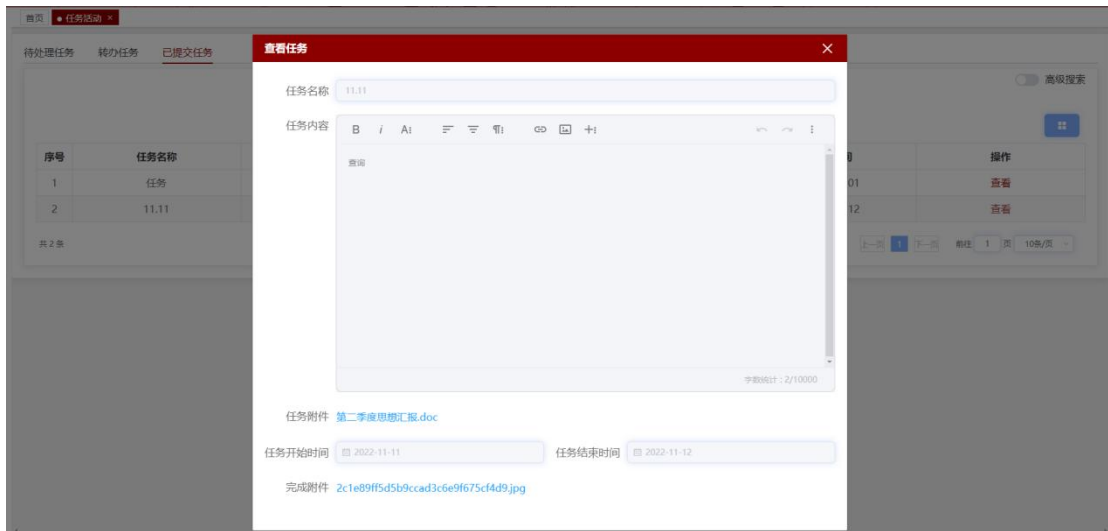 首页 ● 任务活动 ×
待处理任务 转办任务 已提交任务
高级搜索
序号 任务名称 操作
1 任务 01 查看
2 11.11 12 查看
共 2 条 上一页 1 下一页 前往 1 页 10条/页
查看任务
任务名称 11.11
任务内容
查询
字数统计：2/10000
任务附件 第二季度思想汇报.doc
任务开始时间 2022-11-11 任务结束时间 2022-11-12
完成附件 2c1e89ff5d5b9ccad3c6e9f675cf4d9.jpg